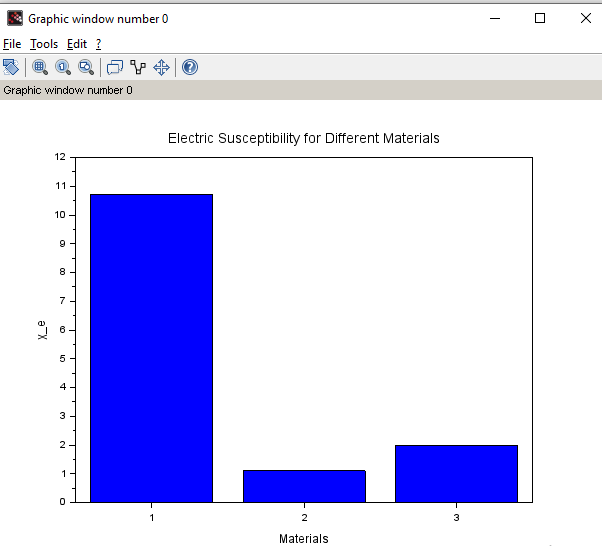 Graphic window number 0
File Tools Edit ?
Graphic window number 0
Electric Susceptibility for Different Materials
12
11
10
9
8
7
6
5
4
3
2
1
0
X_e
1 2 3
Materials